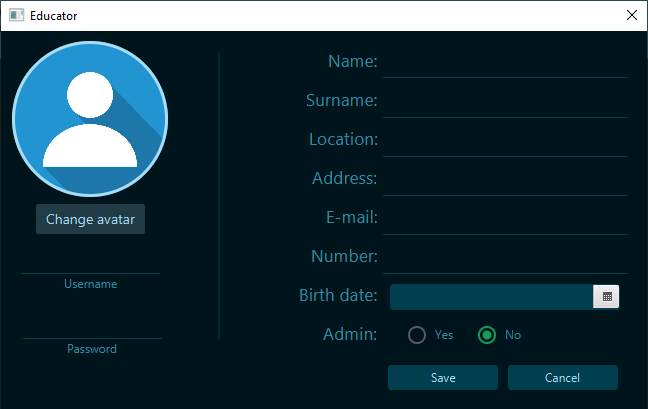 Educator
Change avatar
Username
Password
Name:
Surname:
Location:
Address:
E-mail:
Number:
Birth date:
Admin: Yes No
Save Cancel